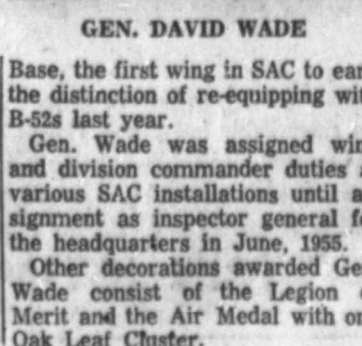 GEN. DAVID WADE
Base, the first wing in SAC to ear
the distinction of re-equipping wit
B-52s last year.
Gen. Wade was assigned win
and division commander duties a
various SAC installations until a
signment as inspector general fo
the headquarters in June, 1955.
Other decorations awarded Ge
Wade consist of the Legion o
Merit and the Air Medal with on
Oak Leaf Cluster.